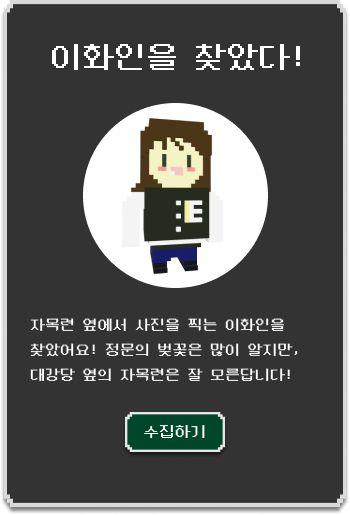 이화인을 찾았다!
E
자목련 옆에서 사진을 찍는 이화인을
찾았어요! 정문의 벚꽃은 많이 알지만,
대강당 옆의 자목련은 잘 모른답니다!
수집하기